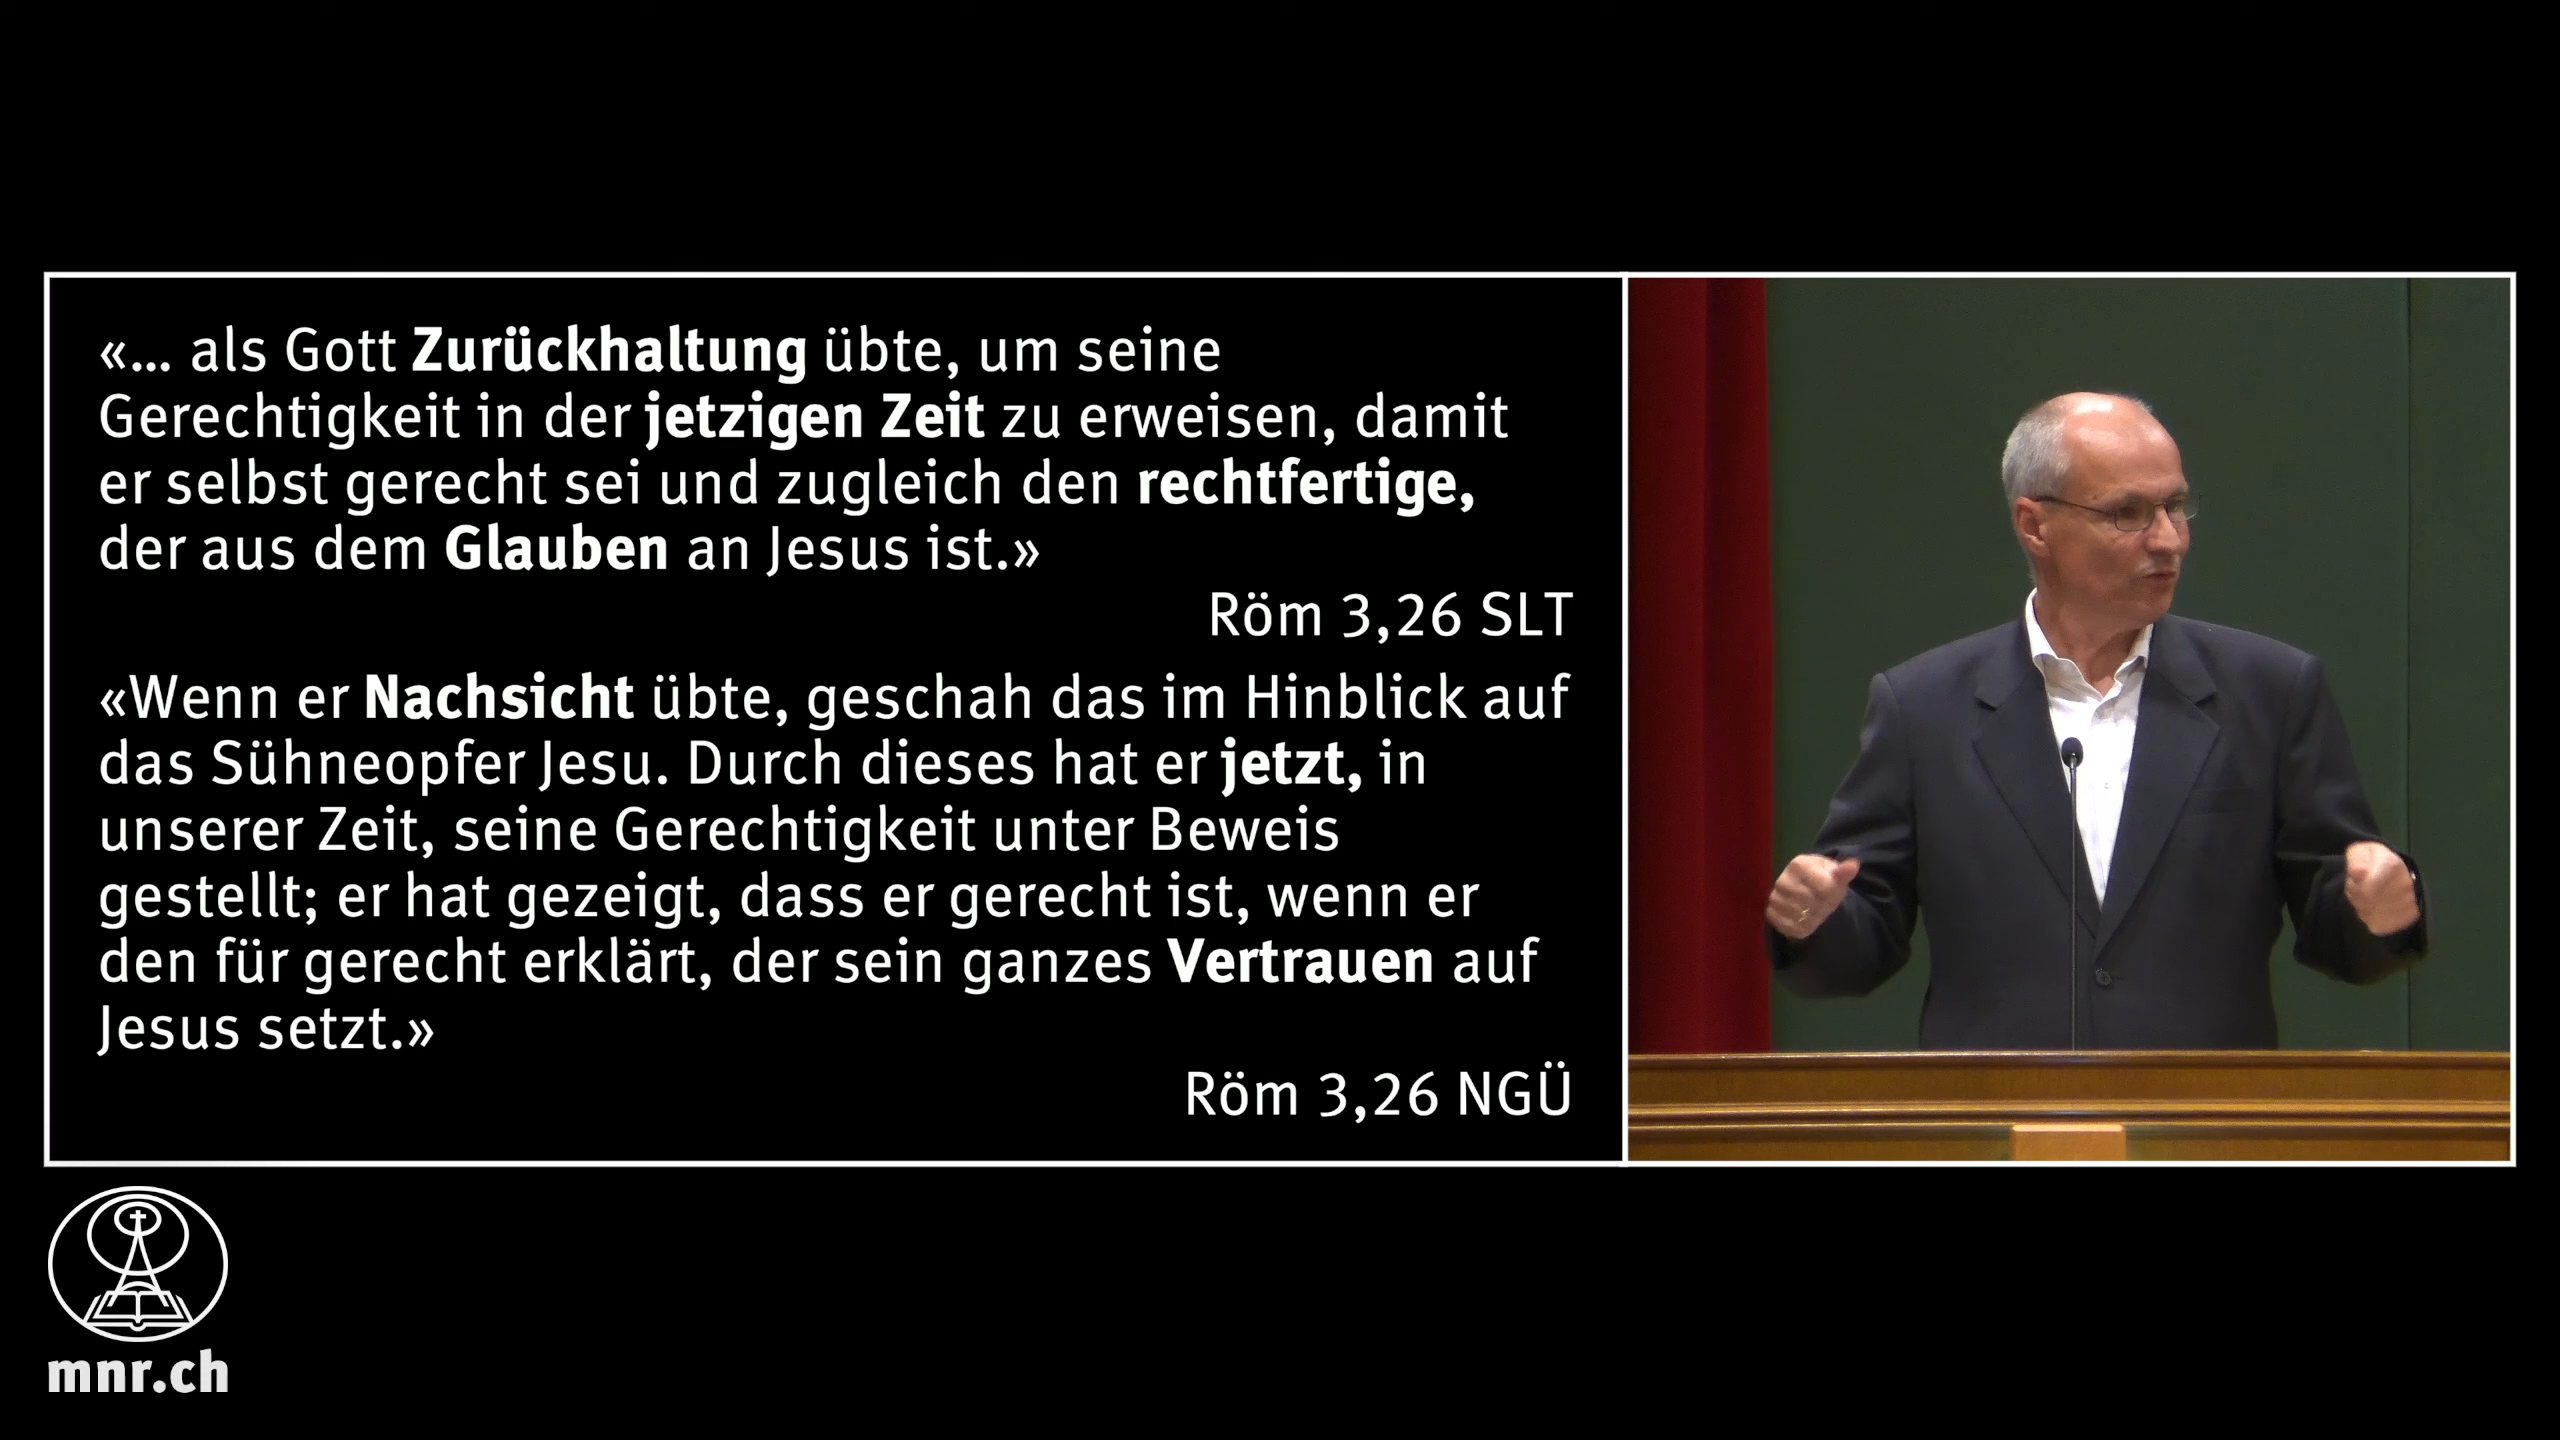 «... als Gott Zurückhaltung übte, um seine
Gerechtigkeit in der jetzigen Zeit zu erweisen, damit
er selbst gerecht sei und zugleich den rechtfertige,
der aus dem Glauben an Jesus ist.»
Röm 3,26 SLT
«Wenn er Nachsicht übte, geschah das im Hinblick auf
das Sühneopfer Jesu. Durch dieses hat er jetzt, in
unserer Zeit, seine Gerechtigkeit unter Beweis
gestellt; er hat gezeigt, dass er gerecht ist, wenn er
den für gerecht erklärt, der sein ganzes Vertrauen auf
Jesus setzt.»
Röm 3,26 NGÜ
mnr.ch